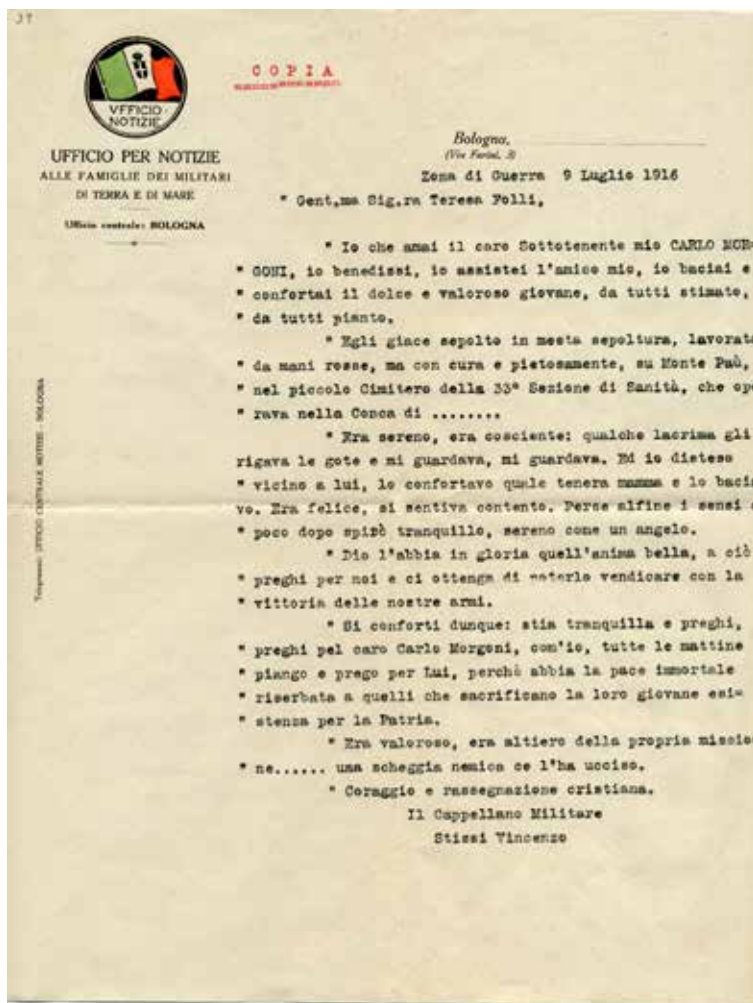 39
COPIA
VFFICIO
NOTIZIE
UFFICIO PER NOTIZIE
ALLE FAMIGLIE DEI MILITARI
DI TERRA E DI MARE
Ufficio centrale: BOLOGNA
Bologna,
(Via Farini, 3)
Zona di Guerra 9 Luglio 1916
" Gent.ma Sig.ra Teresa Folli,
" Io che amai il caro Sottotenente mio CARLO MOR=
" GONI, io benedissi, io assistei l'amico mio, io baciai e
" confortai il dolce e valoroso giovane, da tutti stimato,
" da tutti pianto.
" Egli giace sepolto in mesta sepoltura, lavorata
" da mani rosse, ma con cura e pietosamente, su Monte Paù,
" nel piccolo Cimitero della 33ª Sezione di Sanità, che ope
" rava nella Conca di ........
" Era sereno, era cosciente: qualche lacrima gli
rigava le gote e mi guardava, mi guardava. Ed io disteso
" vicino a lui, lo confortavo quale tenera mamma e lo bacia
vo. Era felice, si sentiva contento. Perse alfine i sensi e
" poco dopo spirò tranquillo, sereno come un angelo.
" Dio l'abbia in gloria quell'anima bella, a ciò
" preghi per noi e ci ottenga di poterlo vendicare con la
" vittoria delle nostre armi.
" Si conforti dunque: stia tranquilla e preghi,
" preghi pel caro Carlo Morgoni, com'io, tutte le mattine
" piango e prego per Lui, perchè abbia la pace immortale
" riserbata a quelli che sacrificano la loro giovane esi=
" stenza per la Patria.
" Era valoroso, era altiero della propria missio
" ne...... una scheggia nemica ce l'ha ucciso.
" Coraggio e rassegnazione cristiana.
Il Cappellano Militare
Stissi Vincenzo
Telegrammi: UFFICIO CENTRALE NOTIZIE - BOLOGNA